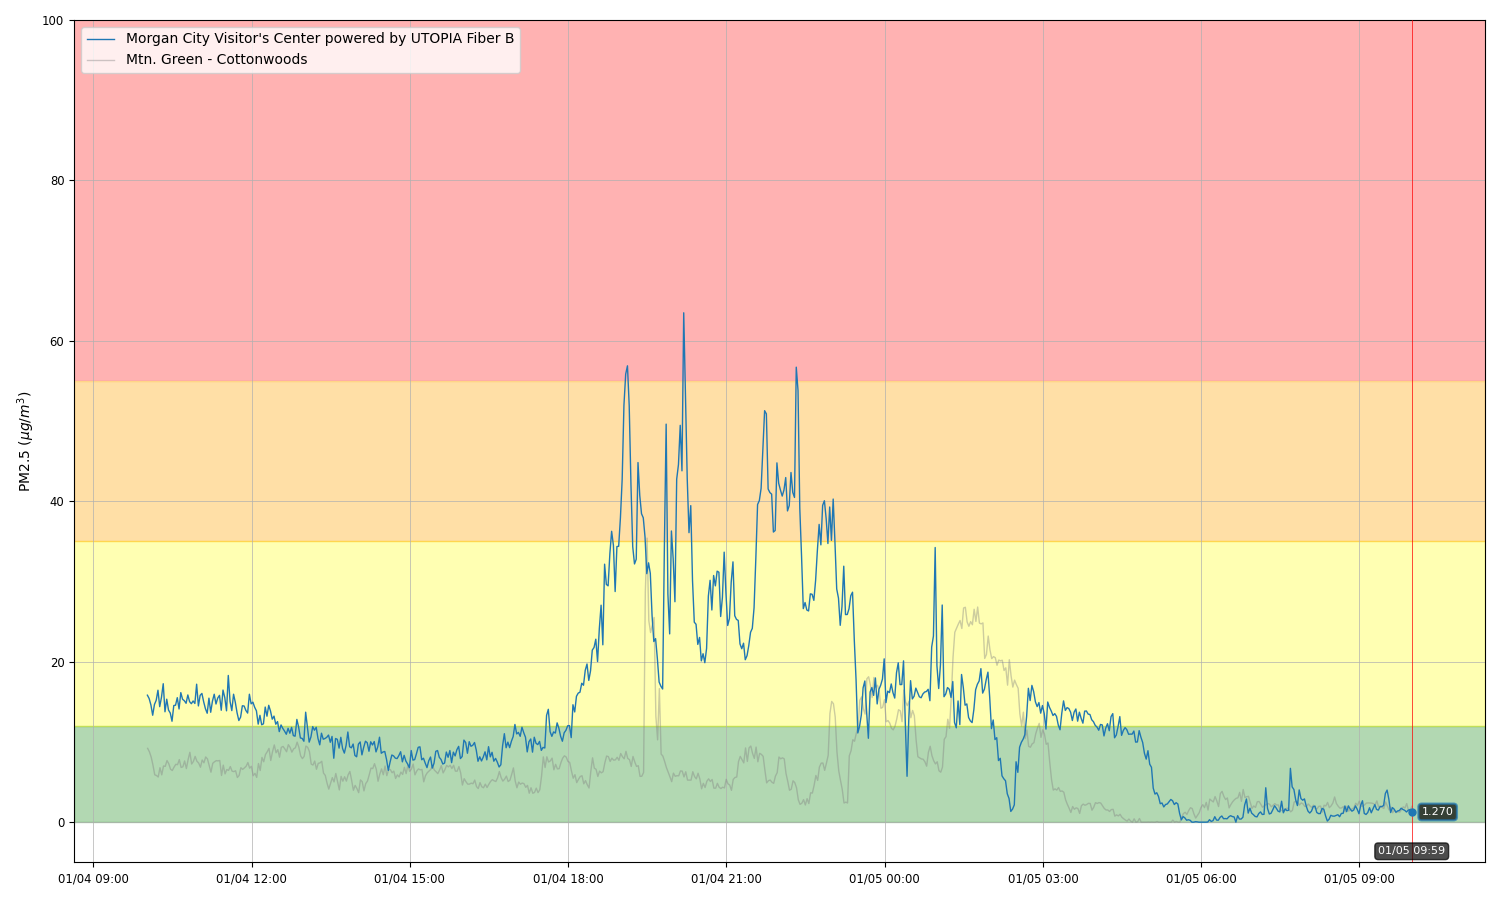 100
Morgan City Visitor's Center powered by UTOPIA Fiber B
Mtn. Green - Cottonwoods
80
60
PM2.5 (μg/m³)
40
20
0
1.270
01/05 09:59
01/04 09:00 01/04 12:00 01/04 15:00 01/04 18:00 01/04 21:00 01/05 00:00 01/05 03:00 01/05 06:00 01/05 09:00